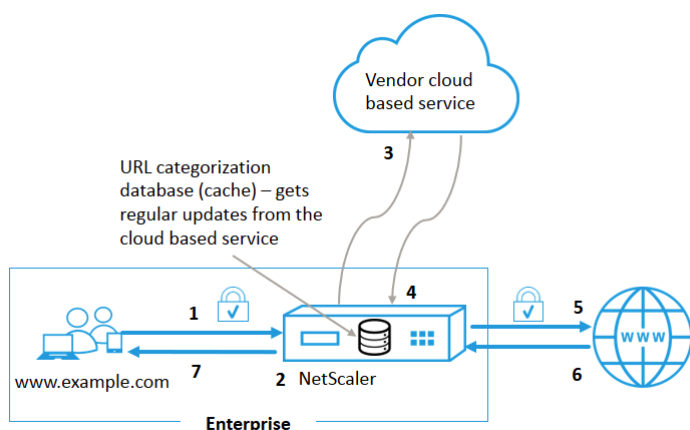 Vendor cloud
based service
3
URL categorization
database (cache) – gets
regular updates from the
cloud based service
4
1
5
WWW
www.example.com
7
2
NetScaler
6
Enterprise